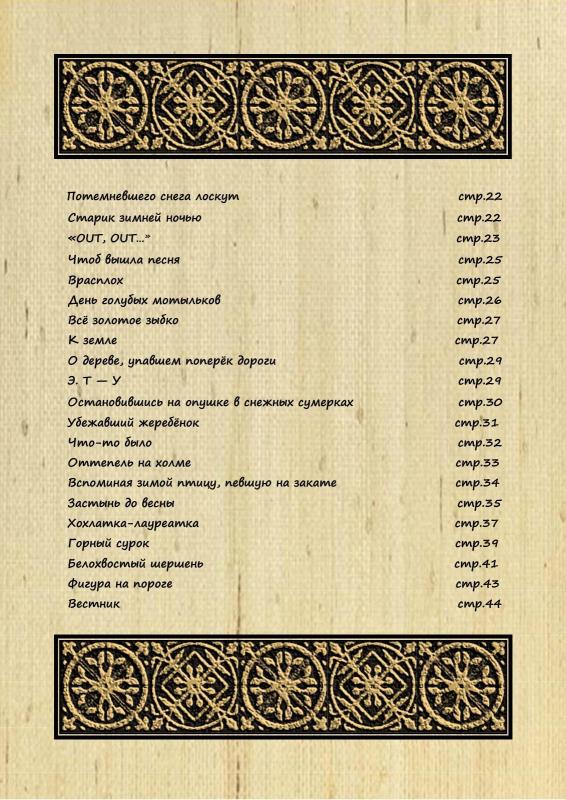 Потемневшего снега лоскут стр.22
Старик зимней ночью стр.22
«OUT, OUT...» стр.23
Чтоб вышла песня стр.25
Врасплох стр.25
День голубых мотыльков стр.26
Всё золотое зыбко стр.27
К земле стр.27
О дереве, упавшем поперёк дороги стр.29
Э. Т — У стр.29
Остановившись на опушке в снежных сумерках стр.30
Убежавший жеребёнок стр.31
Что-то было стр.32
Оттепель на холме стр.33
Вспоминая зимой птицу, певшую на закате стр.34
Застынь до весны стр.35
Хохлатка-лауреатка стр.37
Горный сурок стр.39
Белохвостый шершень стр.41
Фигура на пороге стр.43
Вестник стр.44